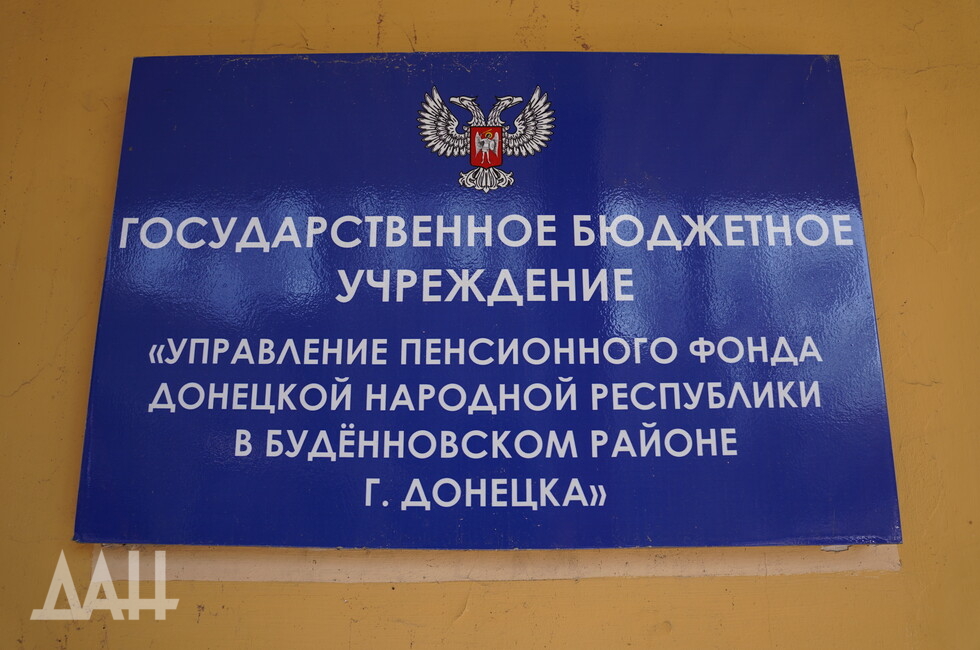 ГОСУДАРСТВЕННОЕ БЮДЖЕТНОЕ
УЧРЕЖДЕНИЕ
«УПРАВЛЕНИЕ ПЕНСИОННОГО ФОНДА
ДОНЕЦКОЙ НАРОДНОЙ РЕСПУБЛИКИ
В БУДЁННОВСКОМ РАЙОНЕ
Г. ДОНЕЦКА»
ДАН